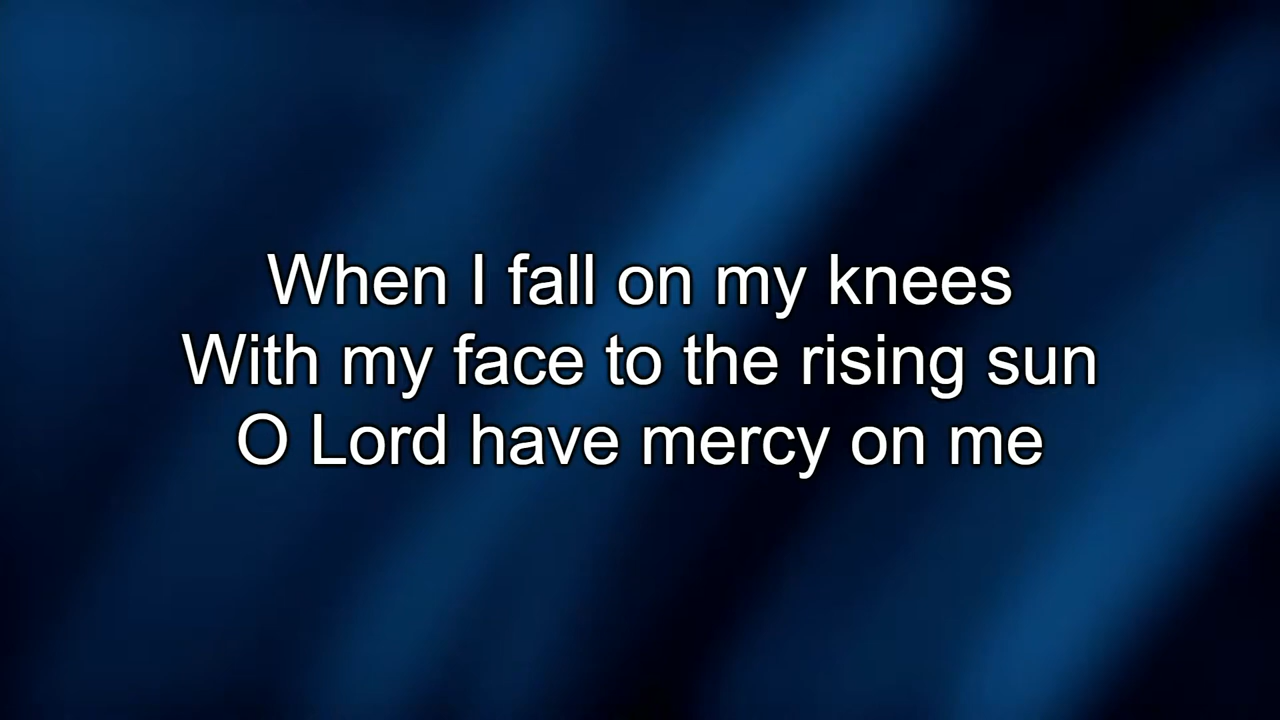 When I fall on my knees
With my face to the rising sun
O Lord have mercy on me